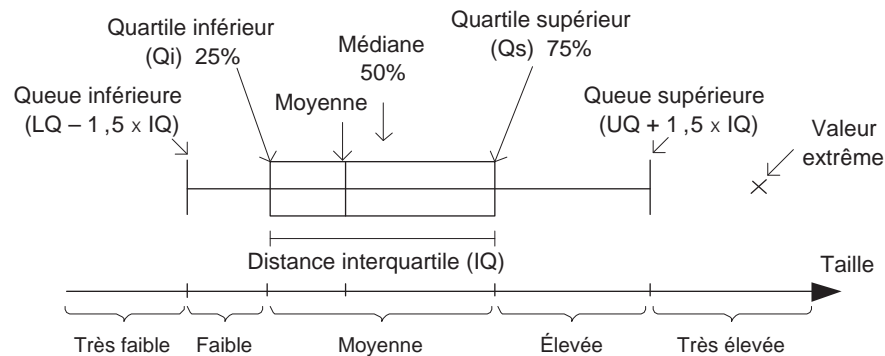 Quartile inférieur
(Qi) 25%
Médiane
50%
Quartile supérieur
(Qs) 75%
Queue inférieure
(LQ – 1 ,5 x IQ)
Moyenne
Queue supérieure
(UQ + 1 ,5 x IQ)
Valeur
extrême
Distance interquartile (IQ)
Taille
Très faible
Faible
Moyenne
Élevée
Très élevée